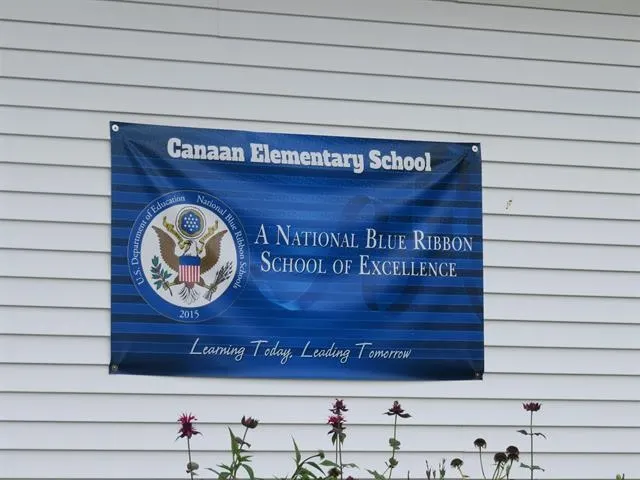 Canaan Elementary School
U.S. Department of Education National Blue Ribbon Schools
2015
A NATIONAL BLUE RIBBON
SCHOOL OF EXCELLENCE
Learning Today, Leading Tomorrow